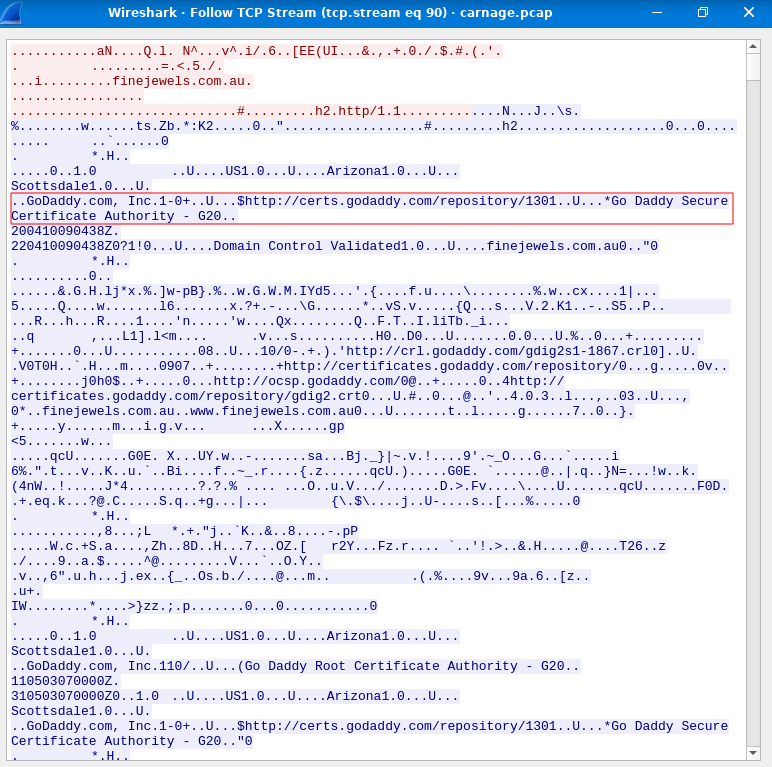 Wireshark · Follow TCP Stream (tcp.stream eq 90) · carnage.pcap
...........aN....Q.l. N^...v^.i/.6..[EE(UI...&.,.+.0./.$.#.(.'.
.         .........=.<.5./.
...i.........finejewels.com.au.
.................
.............................#.........h2.http/1.1.............N...J..\s.
%........w......ts.Zb.*:K2.....0.."..................#.........h2...................0...0....
.....     ..`......0
.         *.H..
.....0..1.0         ..U....US1.0...U....Arizona1.0...U...
Scottsdale1.0...U.
..GoDaddy.com, Inc.1-0+..U...$http://certs.godaddy.com/repository/1301..U...*Go Daddy Secure
Certificate Authority - G20..
200410090438Z.
220410090438Z0?1!0...U....Domain Control Validated1.0...U....finejewels.com.au0.."0
.         *.H..
..........0..
......&.G.H.lj*x.%.]w-pB}.%..w.G.W.M.IYd5...'.{....f.u....\........%.w..cx....1|...
5.....Q....w.......l6.......x.?+.-...\G......*..vS.v.....{Q...s...V.2.K1..-..S5..P..
...R...h...R....1....'n.....'w....Qx........Q..F.T..I.liTb._i...
..q       ,...L1].l<m....      .v...s..........H0..D0...U.......0.0...U.%..0...+.........
+.......0...U...........08..U...10/0-.+.).'http://crl.godaddy.com/gdig2s1-1867.crl0]..U.
.V0T0H..`.H...m....0907..+........+http://certificates.godaddy.com/repository/0...g.....0v..
+........j0h0$..+.....0...http://ocsp.godaddy.com/0@..+.....0..4http://
certificates.godaddy.com/repository/gdig2.crt0...U.#..0...@..'..4.0.3..l...,..03..U...,
0*..finejewels.com.au..www.finejewels.com.au0...U.......t..l.....g......7..0..}.
+.....y......m...i.g.v...      ...X......gp
<5.......w...
.....qcU.......G0E. X...UY.w..-.......sa...Bj._}|~.v.!....9'.~_O...G...`.....i
6%.".t...v..K..u.`..Bi....f..~_.r....{.z......qcU.).....G0E. `......@..|.q..}N=...!w..k.
(4nW..!.....J*4.........?.?.% .... ...O..u.V.../.......D.>.Fv....\....U.......qcU.......F0D.
.+.eq.k...?@.C.....S.q..+g...|...        {\.$\....j..U-....s..[...%.....0
.         *.H..
...........,8...;L   *.+."j..`K..&..8....-.pP
.....W.c.+S.a....,Zh..8D..H...7...OZ.[   r2Y...Fz.r.... `..'!.>..&.H.....@....T26..z
./....9..a.$.....^@.........V...`..O.Y..
.v..,6".u.h...j.ex..{_..Os.b./....@...m..            .(.%....9v...9a.6..[z..
.u+.
IW........*....>}zz.;.p.......0...0...........0
.         *.H..
.....0..1.0         ..U....US1.0...U....Arizona1.0...U...
Scottsdale1.0...U.
..GoDaddy.com, Inc.110/..U...(Go Daddy Root Certificate Authority - G20..
110503070000Z.
310503070000Z0..1.0  ..U....US1.0...U....Arizona1.0...U...
Scottsdale1.0...U.
..GoDaddy.com, Inc.1-0+..U...$http://certs.godaddy.com/repository/1301..U...*Go Daddy Secure
Certificate Authority - G20.."0
.         *.H..